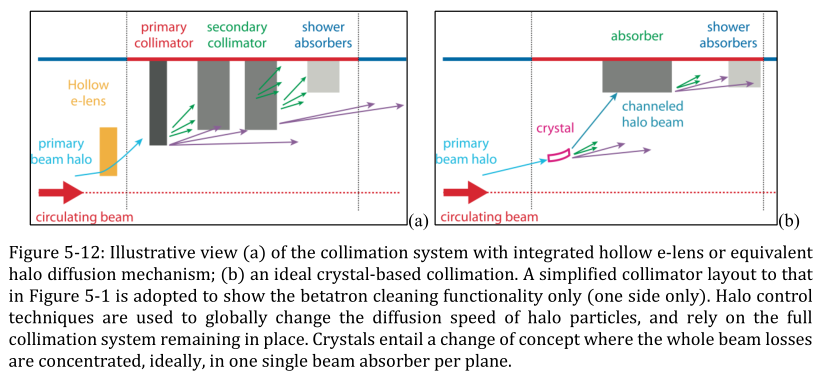 primary
collimator
secondary
collimator
shower
absorbers
Hollow
e-lens
primary
beam halo
circulating beam
(a)
absorber
shower
absorbers
channeled
halo beam
crystal
primary
beam halo
circulating beam
(b)
Figure 5-12: Illustrative view (a) of the collimation system with integrated hollow e-lens or equivalent
halo diffusion mechanism; (b) an ideal crystal-based collimation. A simplified collimator layout to that
in Figure 5-1 is adopted to show the betatron cleaning functionality only (one side only). Halo control
techniques are used to globally change the diffusion speed of halo particles, and rely on the full
collimation system remaining in place. Crystals entail a change of concept where the whole beam losses
are concentrated, ideally, in one single beam absorber per plane.